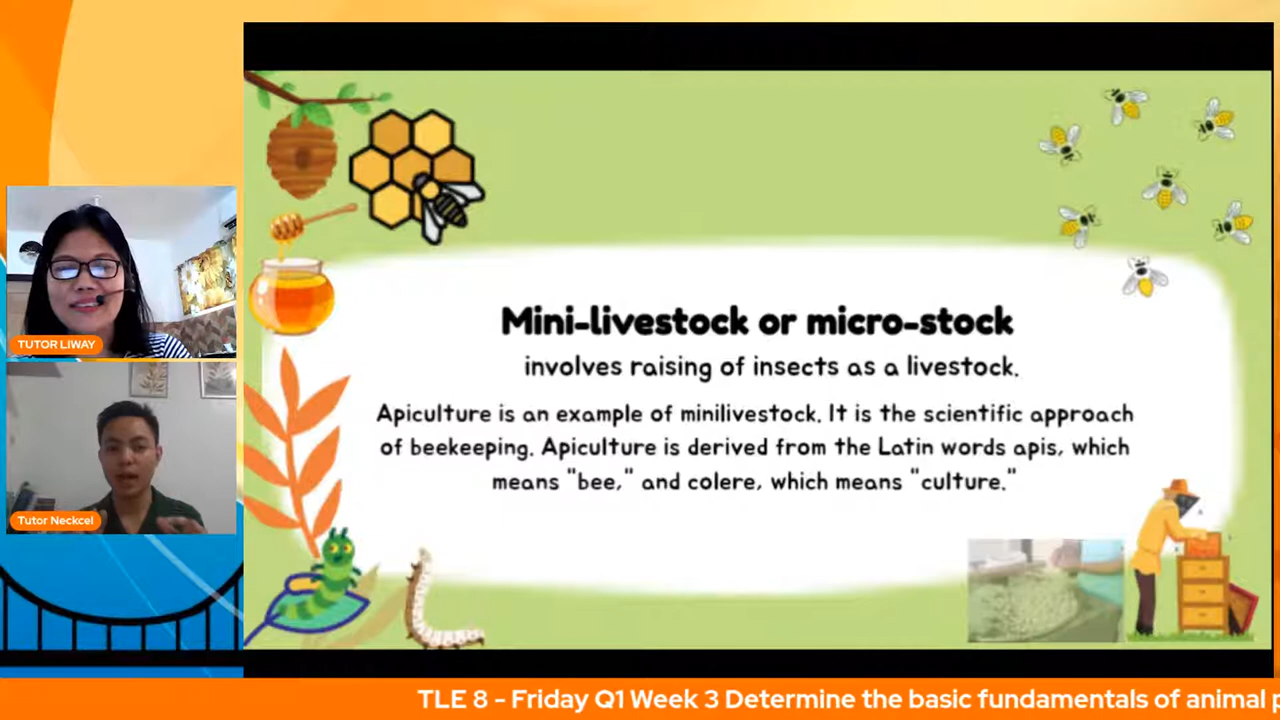 Mini-livestock or micro-stock
involves raising of insects as a livestock.
Apiculture is an example of minilivestock. It is the scientific approach
of beekeeping. Apiculture is derived from the Latin words apis, which
means "bee," and colere, which means "culture."
TUTOR LIWAY
Tutor Neckcel
TLE 8 - Friday Q1 Week 3 Determine the basic fundamentals of animal p